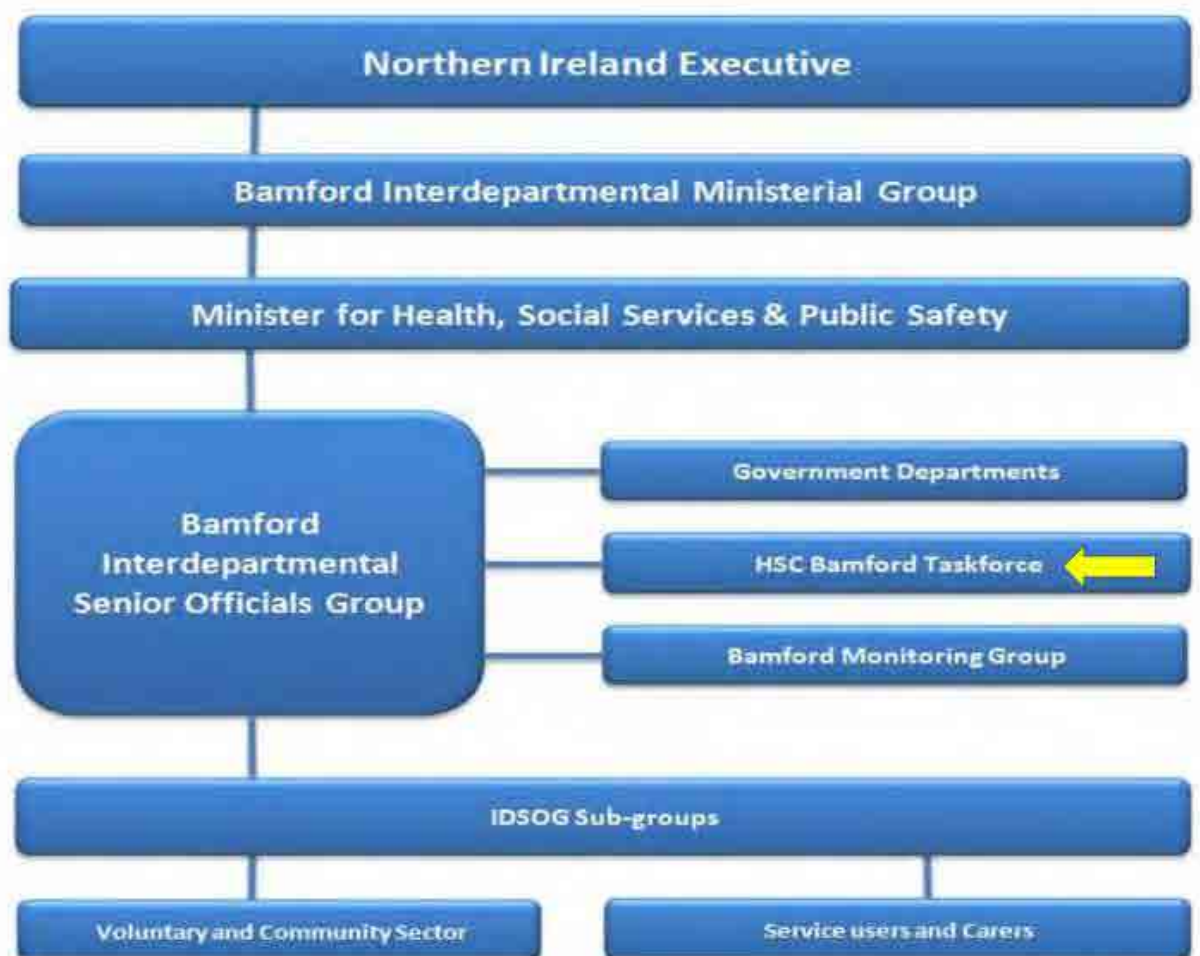 Northern Ireland Executive
Bamford Interdepartmental Ministerial Group
Minister for Health, Social Services & Public Safety
Bamford
Interdepartmental
Senior Officials Group
Government Departments
HSC Bamford Taskforce
Bamford Monitoring Group
IDSOG Sub-groups
Voluntary and Community Sector
Service users and Carers